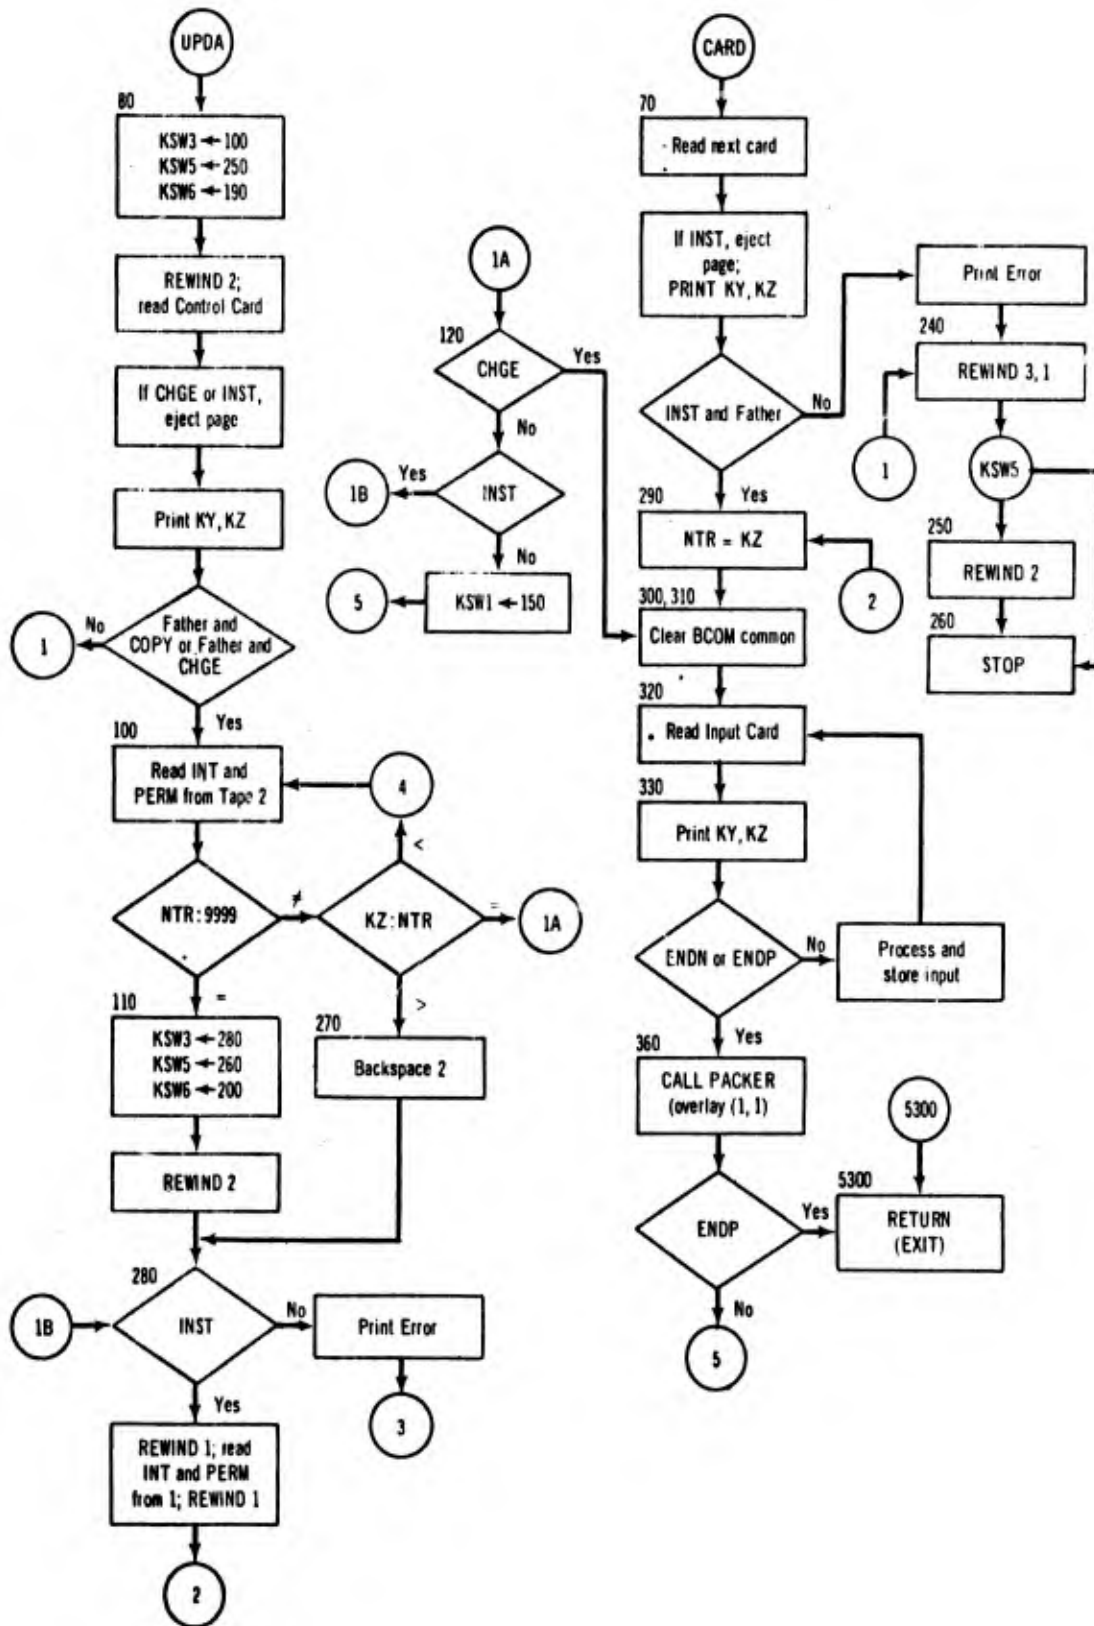 UPDA
80
KSW3 ← 100
KSW5 ← 250
KSW6 ← 190
REWIND 2;
read Control Card
If CHGE or INST,
eject page
Print KY, KZ
Father and
COPY or Father and
CHGE
No
1
Yes
100
Read INT and
PERM from Tape 2
4
NTR : 9999
≠
KZ : NTR
<
=
1A
>
=
110
KSW3 ← 280
KSW5 ← 260
KSW6 ← 200
270
Backspace 2
REWIND 2
280
1B
INST
No
Print Error
3
Yes
REWIND 1; read
INT and PERM
from 1; REWIND 1
2
1A
120
CHGE
Yes
No
INST
Yes
1B
No
KSW1 ← 150
5
CARD
70
Read next card
If INST, eject
page;
PRINT KY, KZ
INST and Father
No
Print Error
240
REWIND 3, 1
1
KSW5
250
REWIND 2
260
STOP
Yes
290
NTR = KZ
2
300, 310
Clear BCOM common
320
Read Input Card
330
Print KY, KZ
ENDN or ENDP
No
Process and
store input
Yes
360
CALL PACKER
(overlay (1, 1)
5300
ENDP
Yes
5300
RETURN
(EXIT)
No
5